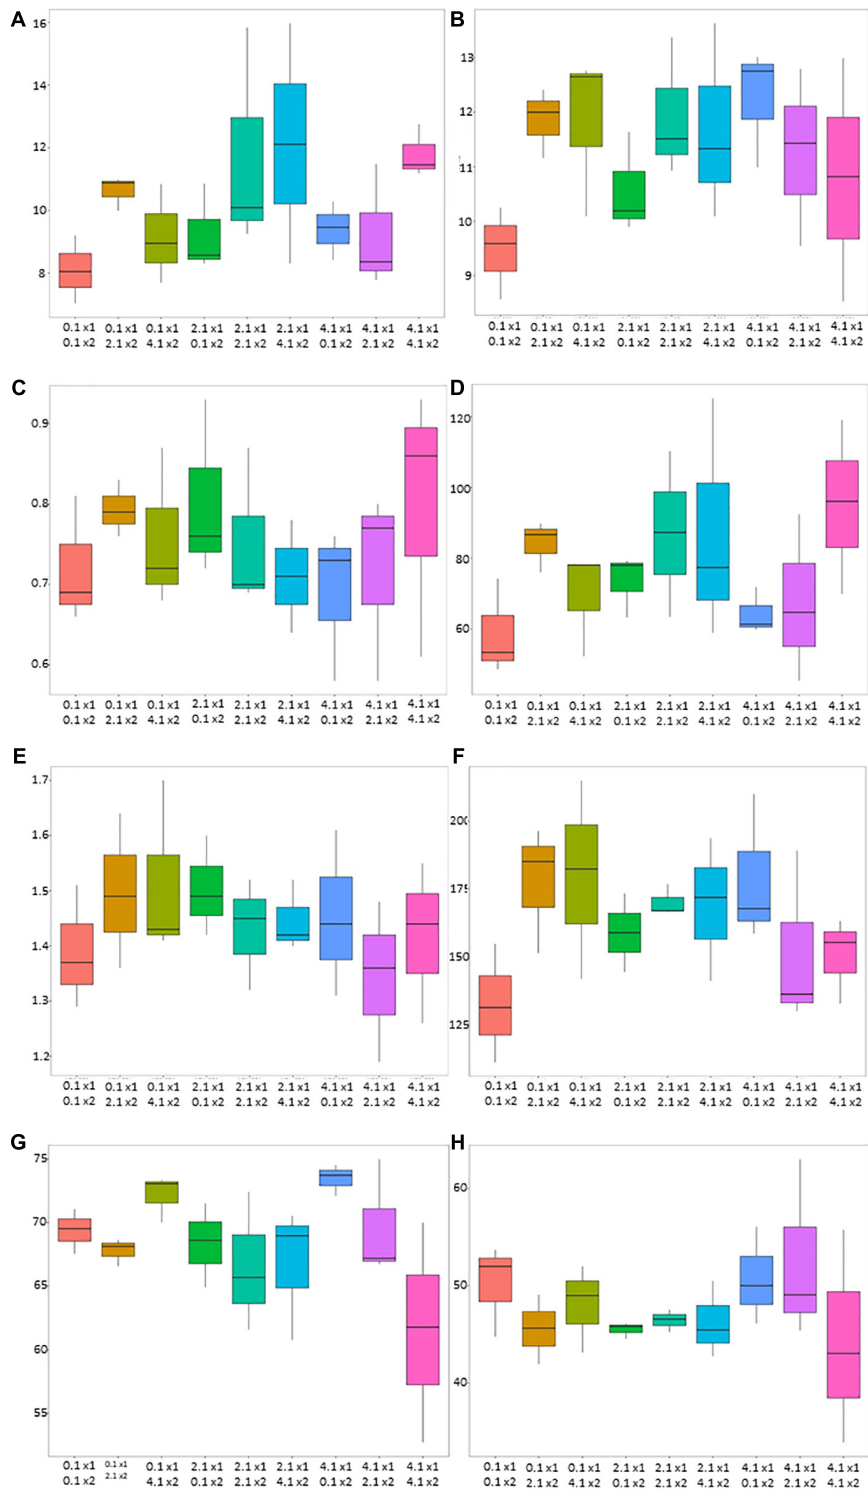 A
16
14
12
10
8
0.1 x1 0.1 x1 0.1 x1 2.1 x1 2.1 x1 2.1 x1 4.1 x1 4.1 x1 4.1 x1
0.1 x2 2.1 x2 4.1 x2 0.1 x2 2.1 x2 4.1 x2 0.1 x2 2.1 x2 4.1 x2
B
13
12
11
10
9
0.1 x1 0.1 x1 0.1 x1 2.1 x1 2.1 x1 2.1 x1 4.1 x1 4.1 x1 4.1 x1
0.1 x2 2.1 x2 4.1 x2 0.1 x2 2.1 x2 4.1 x2 0.1 x2 2.1 x2 4.1 x2
C
0.9
0.8
0.7
0.6
0.1 x1 0.1 x1 0.1 x1 2.1 x1 2.1 x1 2.1 x1 4.1 x1 4.1 x1 4.1 x1
0.1 x2 2.1 x2 4.1 x2 0.1 x2 2.1 x2 4.1 x2 0.1 x2 2.1 x2 4.1 x2
D
120
100
80
60
0.1 x1 0.1 x1 0.1 x1 2.1 x1 2.1 x1 2.1 x1 4.1 x1 4.1 x1 4.1 x1
0.1 x2 2.1 x2 4.1 x2 0.1 x2 2.1 x2 4.1 x2 0.1 x2 2.1 x2 4.1 x2
E
1.7
1.6
1.5
1.4
1.3
1.2
0.1 x1 0.1 x1 0.1 x1 2.1 x1 2.1 x1 2.1 x1 4.1 x1 4.1 x1 4.1 x1
0.1 x2 2.1 x2 4.1 x2 0.1 x2 2.1 x2 4.1 x2 0.1 x2 2.1 x2 4.1 x2
F
200
175
150
125
0.1 x1 0.1 x1 0.1 x1 2.1 x1 2.1 x1 2.1 x1 4.1 x1 4.1 x1 4.1 x1
0.1 x2 2.1 x2 4.1 x2 0.1 x2 2.1 x2 4.1 x2 0.1 x2 2.1 x2 4.1 x2
G
75
70
65
60
55
0.1 x1 0.1 x1 0.1 x1 2.1 x1 2.1 x1 2.1 x1 4.1 x1 4.1 x1 4.1 x1
0.1 x2 2.1 x2 4.1 x2 0.1 x2 2.1 x2 4.1 x2 0.1 x2 2.1 x2 4.1 x2
H
60
50
40
0.1 x1 0.1 x1 0.1 x1 2.1 x1 2.1 x1 2.1 x1 4.1 x1 4.1 x1 4.1 x1
0.1 x2 2.1 x2 4.1 x2 0.1 x2 2.1 x2 4.1 x2 0.1 x2 2.1 x2 4.1 x2